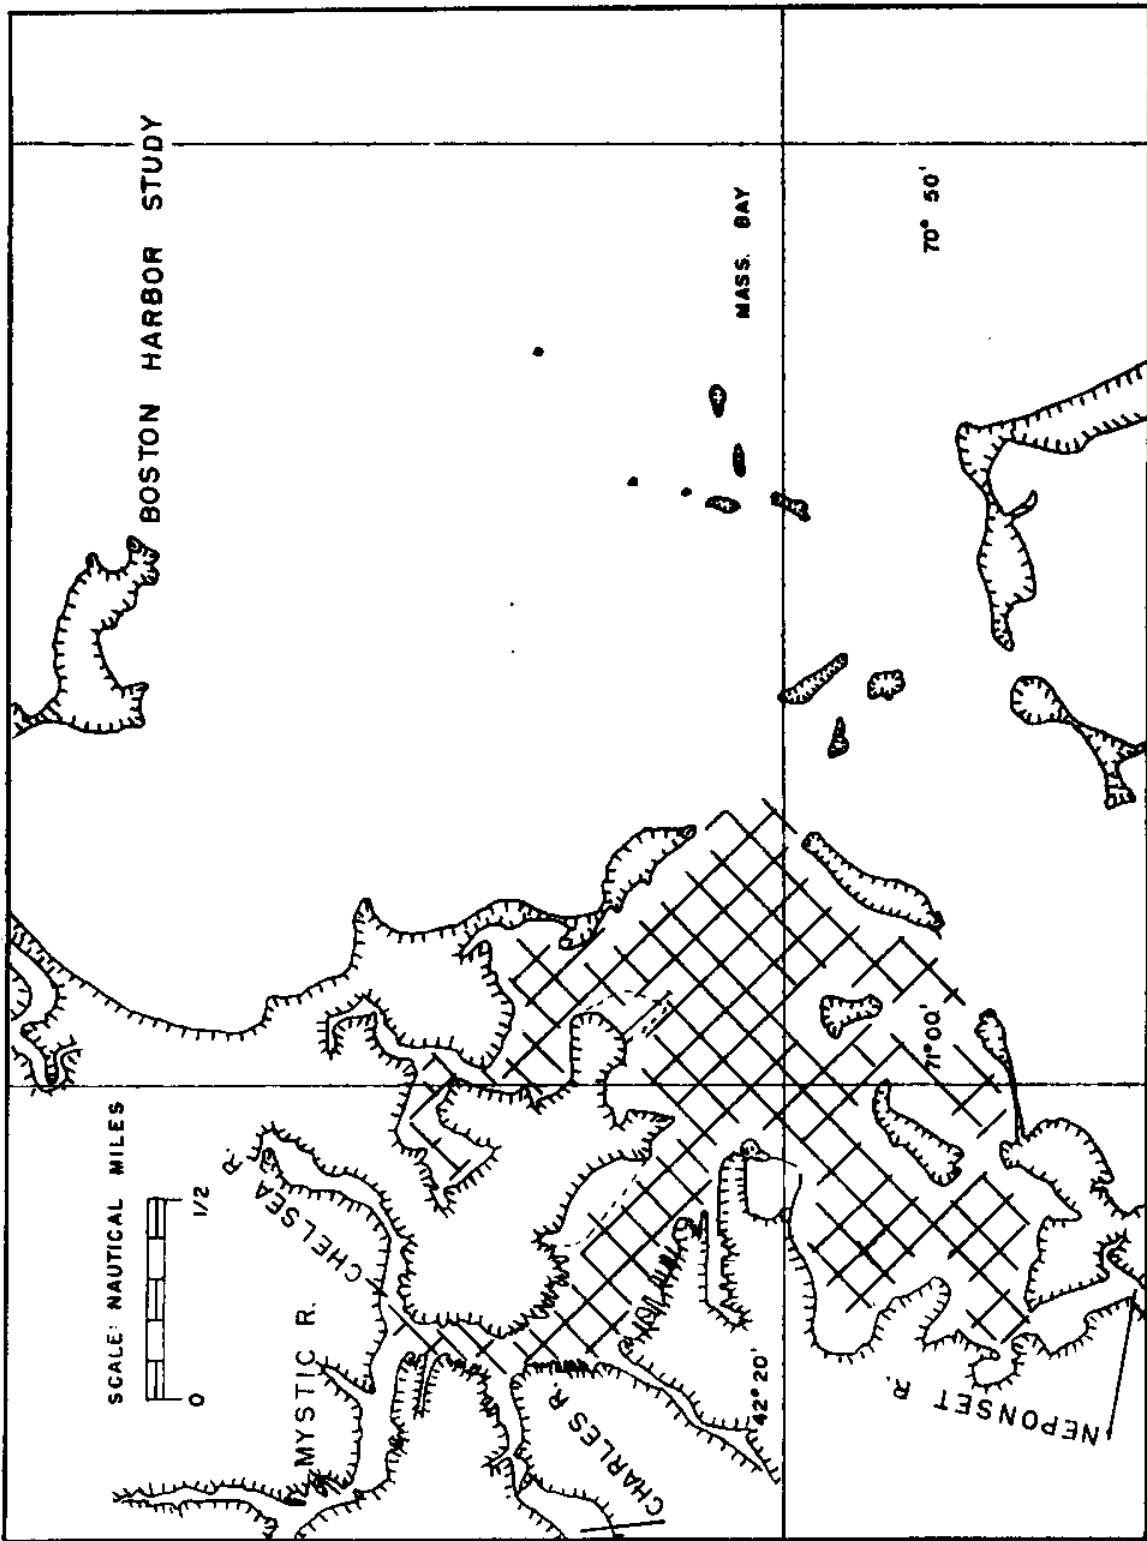 BOSTON HARBOR STUDY
SCALE: NAUTICAL MILES
0 1/2
CHELSEA R.
MYSTIC R.
CHARLES R.
NEPONSET R.
MASS. BAY
42° 20'
71° 00'
70° 50'